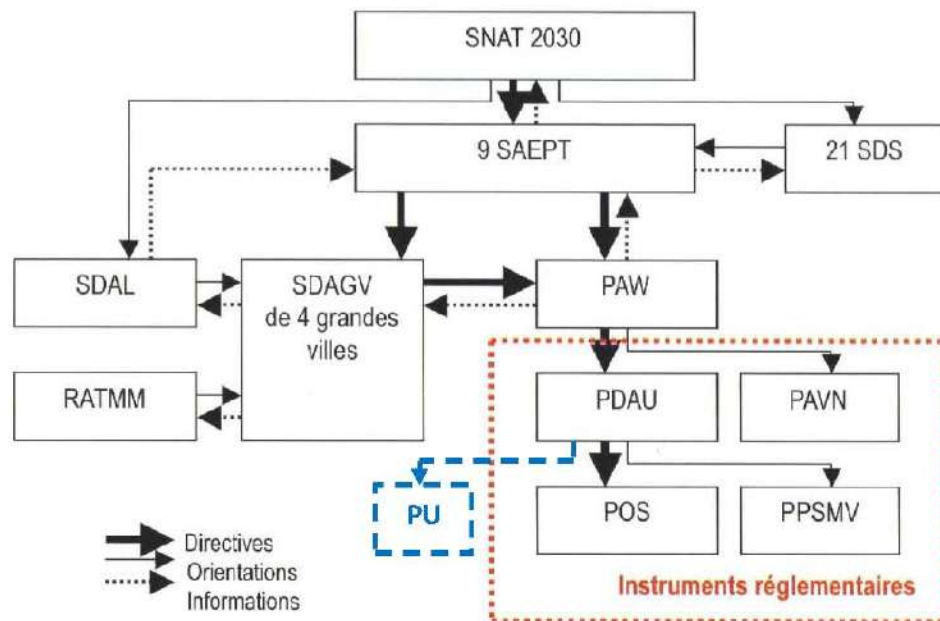 SNAT 2030
9 SAEPT
21 SDS
SDAL
SDAGV
de 4 grandes
villes
PAW
RATMM
PDAU
PAVN
PU
POS
PPSMV
Directives
Orientations
Informations
Instruments réglementaires